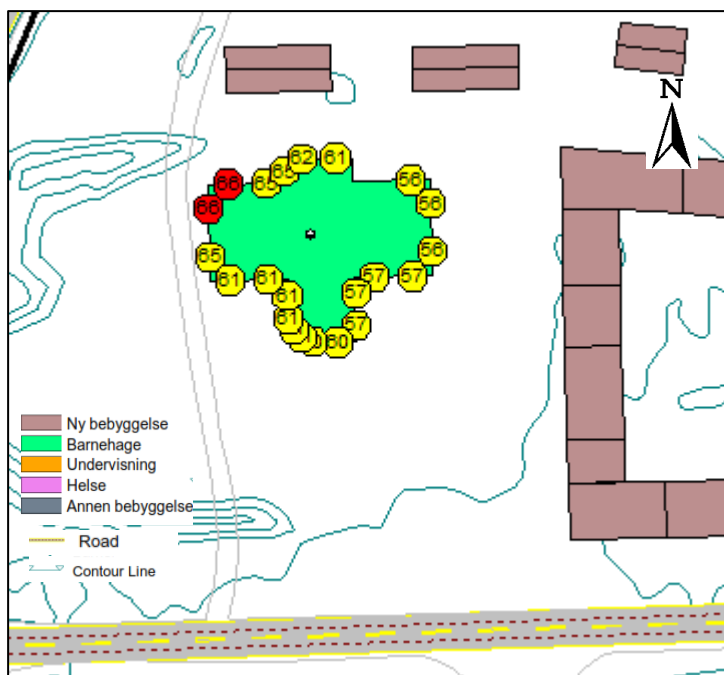 N
62 61
65 65
66 56
66 56
65 56
61 61 57 57
61 57
61 57
60
Ny bebyggelse
Barnehage
Undervisning
Helse
Annen bebyggelse
Road
Contour Line